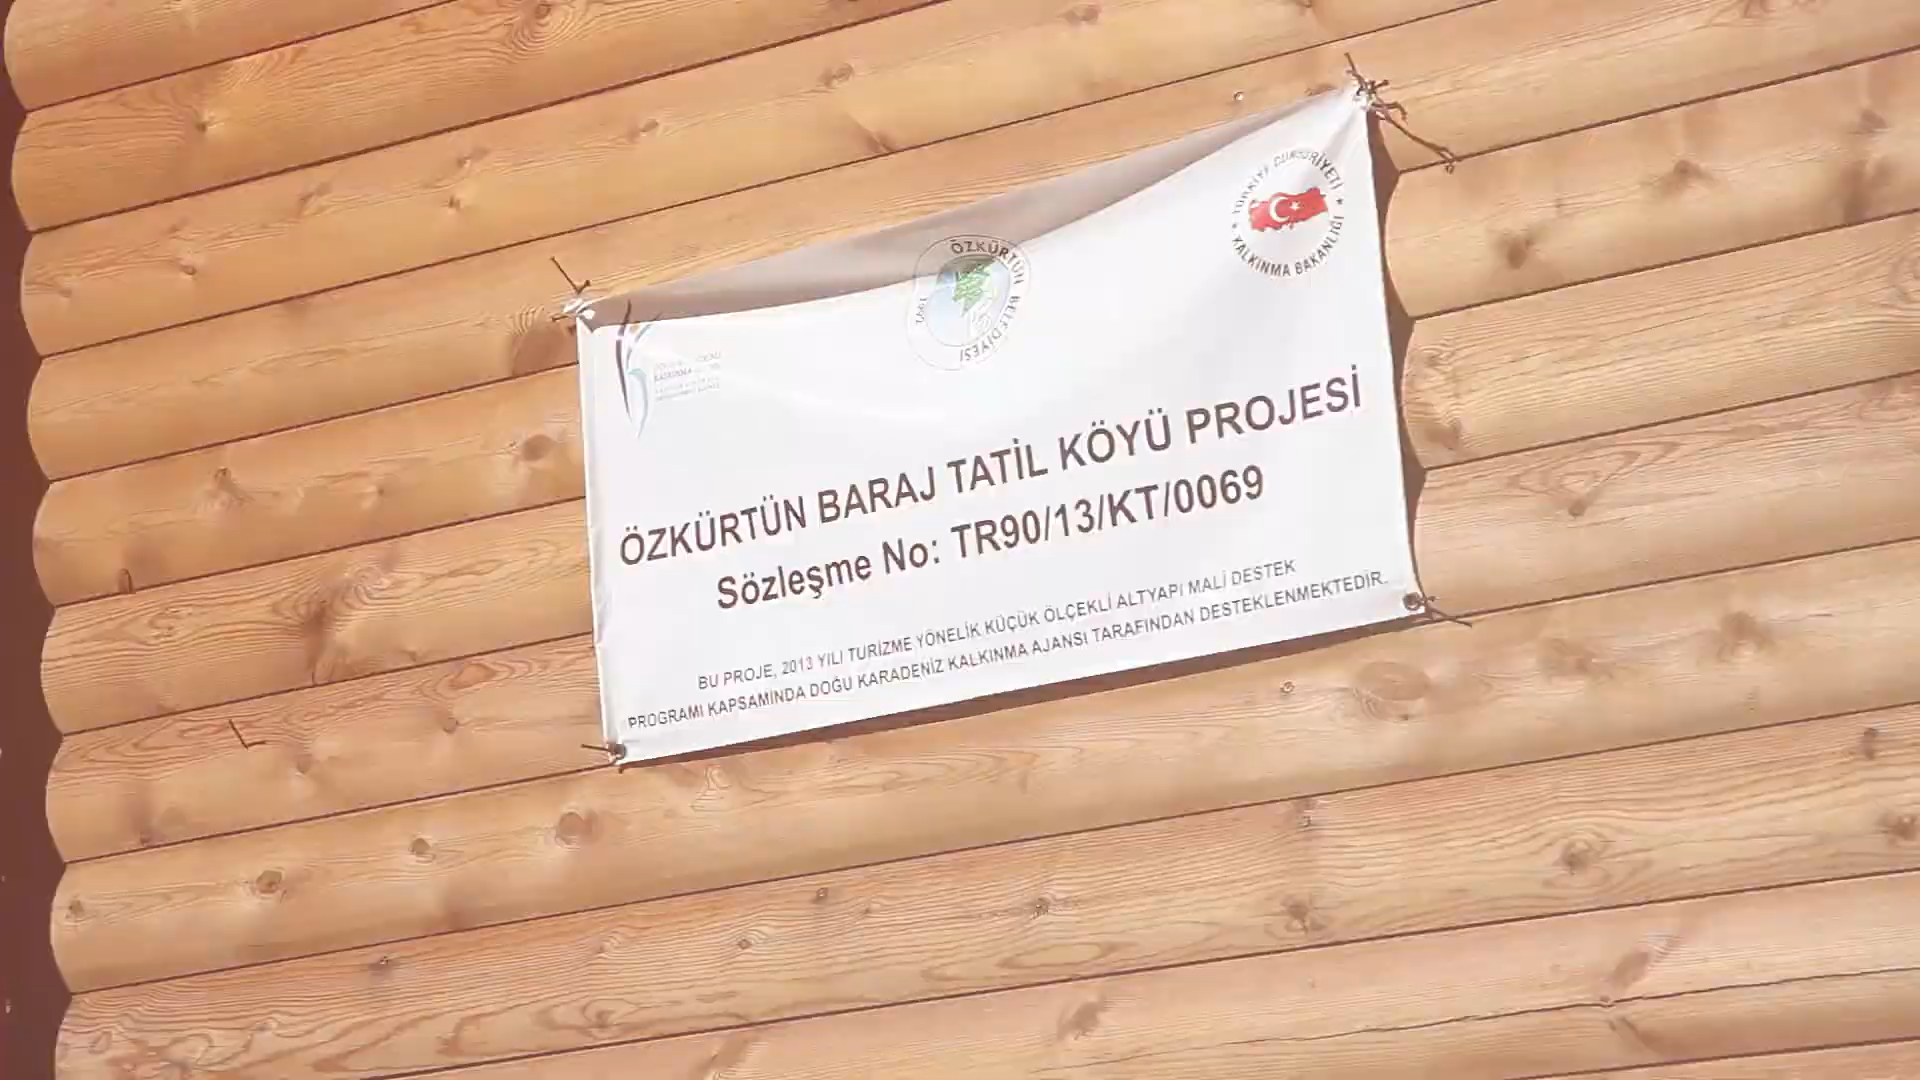 TÜRKİYE CUMHURİYETİ
KALKINMA BAKANLIĞI
ÖZKÜRTÜN BELEDİYESİ
ÖZKÜRTÜN BARAJ TATİL KÖYÜ PROJESİ
Sözleşme No: TR90/13/KT/0069
BU PROJE, 2013 YILI TURİZME YÖNELİK KÜÇÜK ÖLÇEKLİ ALTYAPI MALİ DESTEK
PROGRAMI KAPSAMINDA DOĞU KARADENİZ KALKINMA AJANSI TARAFINDAN DESTEKLENMEKTEDİR.